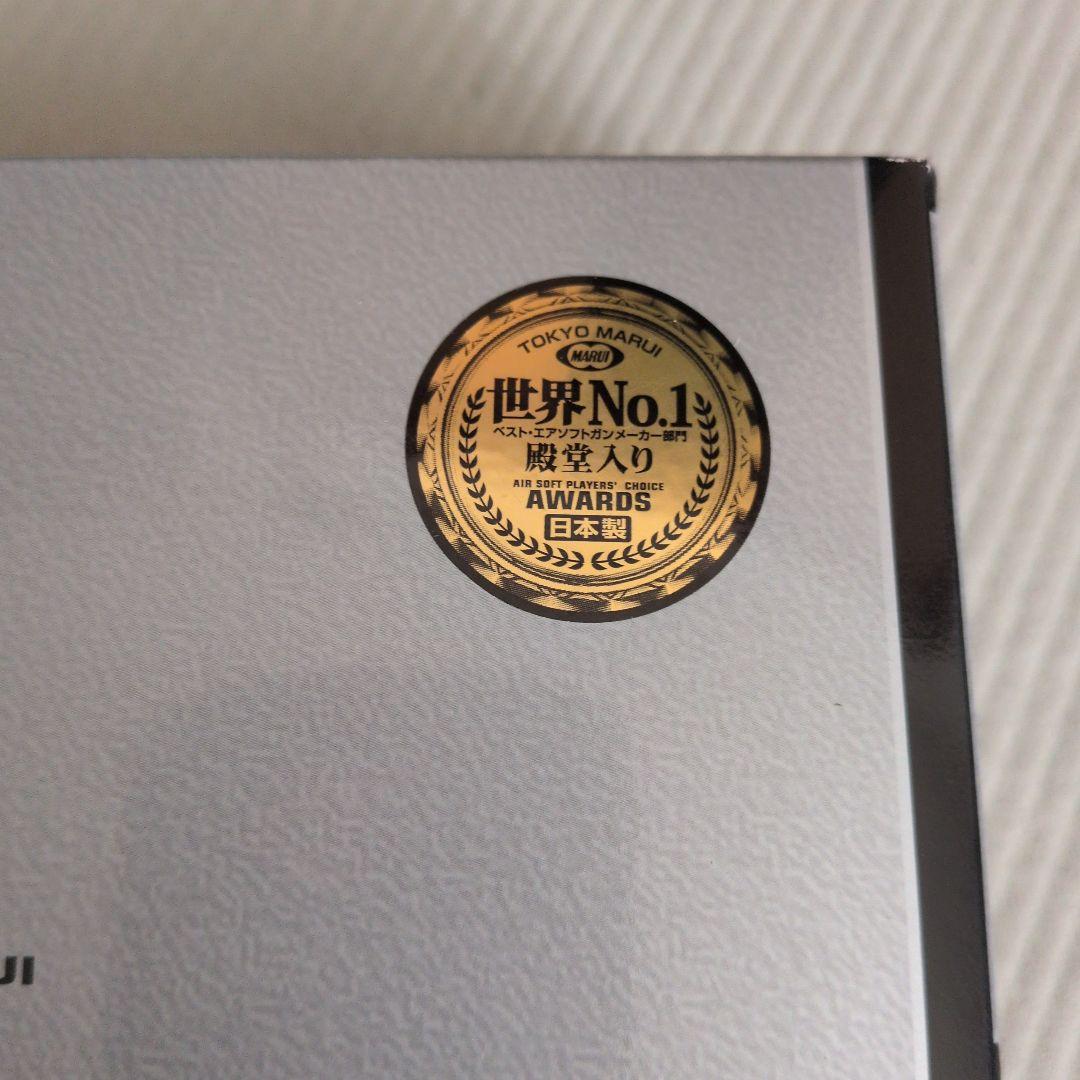 TOKYO MARUI
MARUI
世界No.1
ベスト・エアソフトガンメーカー部門
殿堂入り
AIR SOFT PLAYERS' CHOICE
AWARDS
日本製
JI